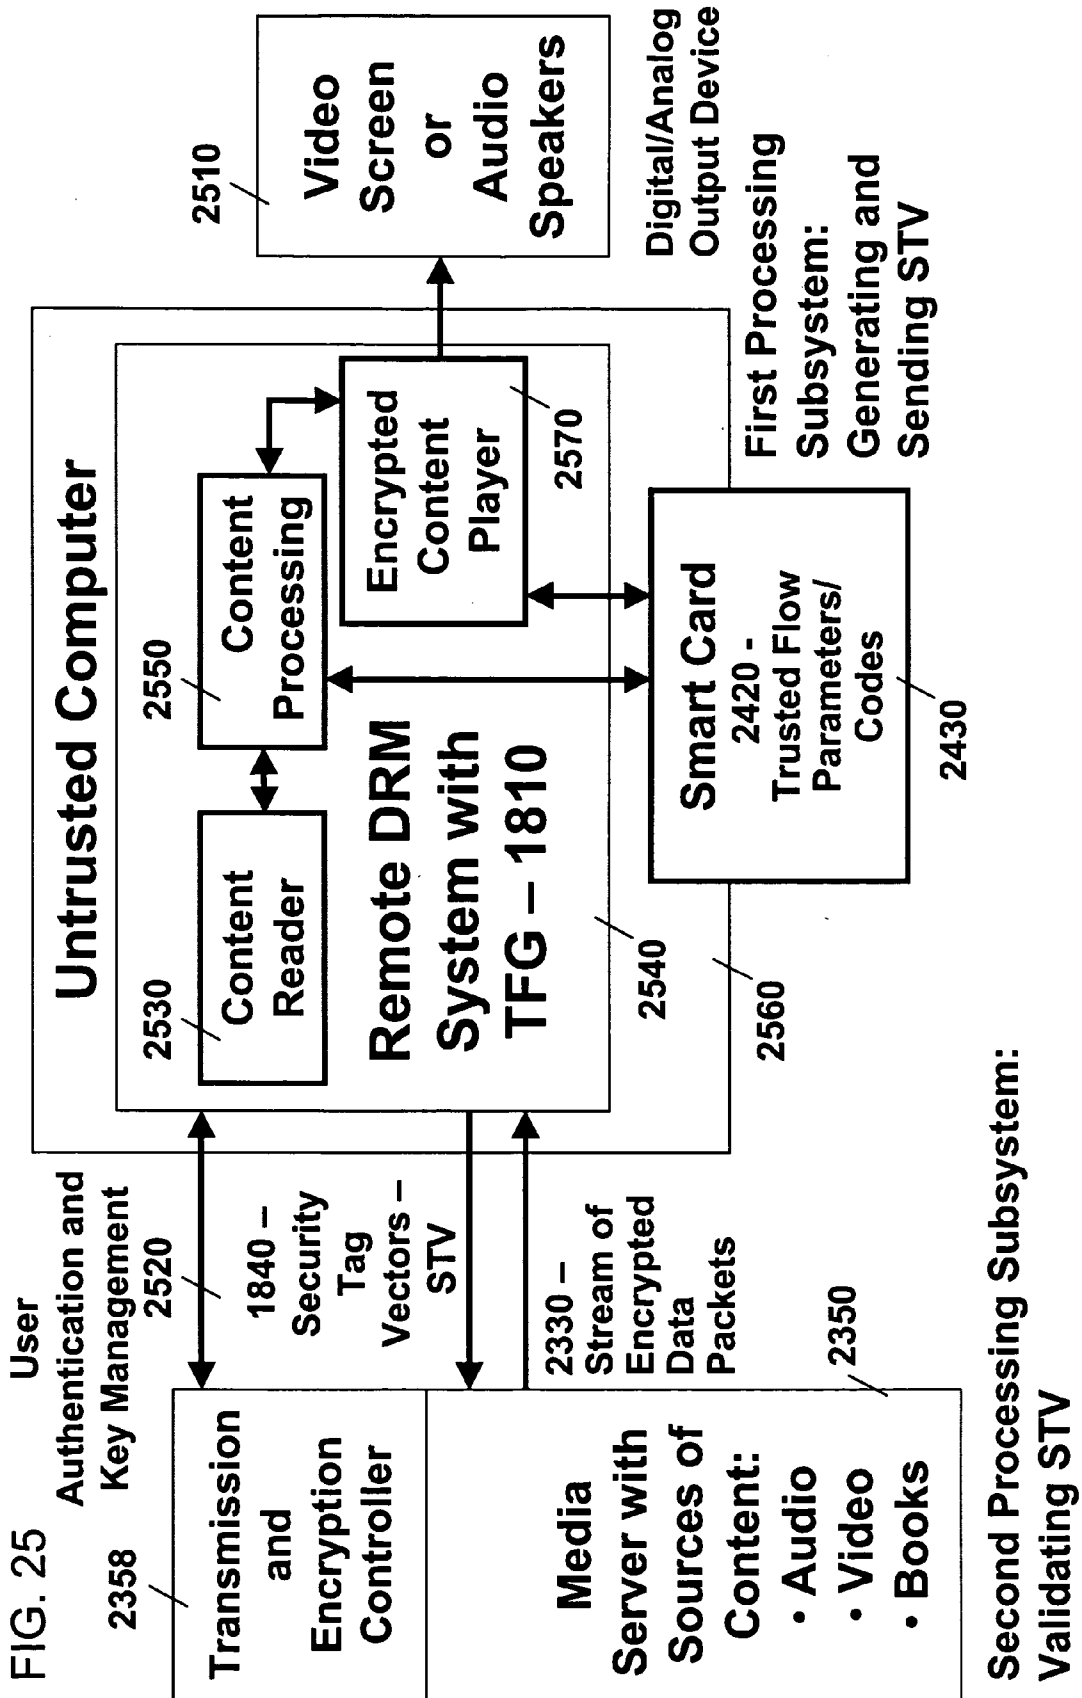 FIG. 25
User
Authentication and
Key Management
2520
2358
Transmission
and
Encryption
Controller
1840 –
Security
Tag
Vectors –
STV
2330 –
Stream of
Encrypted
Data
Packets
2350
Media
Server with
Sources of
Content:
• Audio
• Video
• Books
Second Processing Subsystem:
Validating STV
Untrusted Computer
2530
Content
Reader
2550
Content
Processing
Encrypted
Content
Player
2570
Remote DRM
System with
TFG – 1810
2540
2560
Smart Card
2420 -
Trusted Flow
Parameters/
Codes
2430
First Processing
Subsystem:
Generating and
Sending STV
2510
Video
Screen
or
Audio
Speakers
Digital/Analog
Output Device